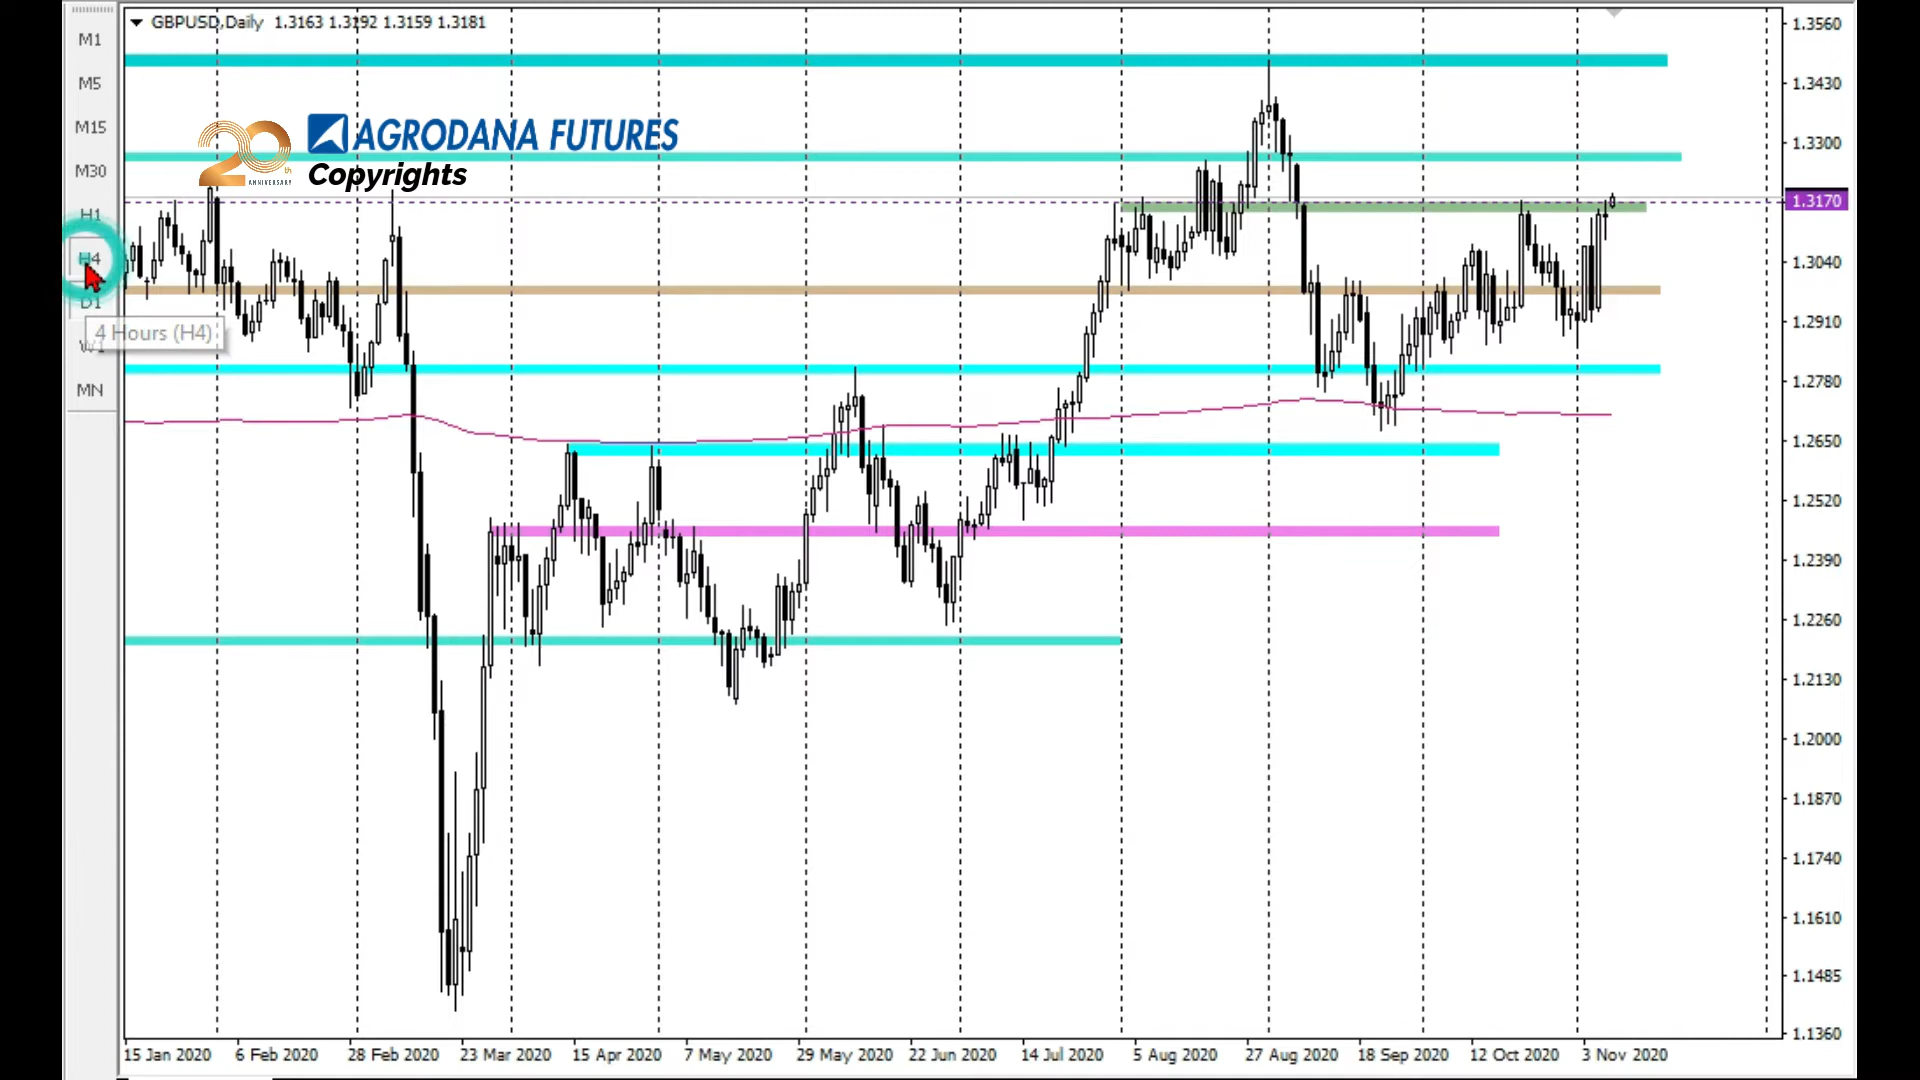 GBPUSD,Daily 1.3163 1.3192 1.3159 1.3181
M1
M5
M15
M30
H1
H4
D1
4 Hours (H4)
W1
MN
20th ANNIVERSARY
AGRODANA FUTURES
Copyrights
1.3560
1.3430
1.3300
1.3170
1.3040
1.2910
1.2780
1.2650
1.2520
1.2390
1.2260
1.2130
1.2000
1.1870
1.1740
1.1610
1.1485
1.1360
15 Jan 2020 6 Feb 2020 28 Feb 2020 23 Mar 2020 15 Apr 2020 7 May 2020 29 May 2020 22 Jun 2020 14 Jul 2020 5 Aug 2020 27 Aug 2020 18 Sep 2020 12 Oct 2020 3 Nov 2020